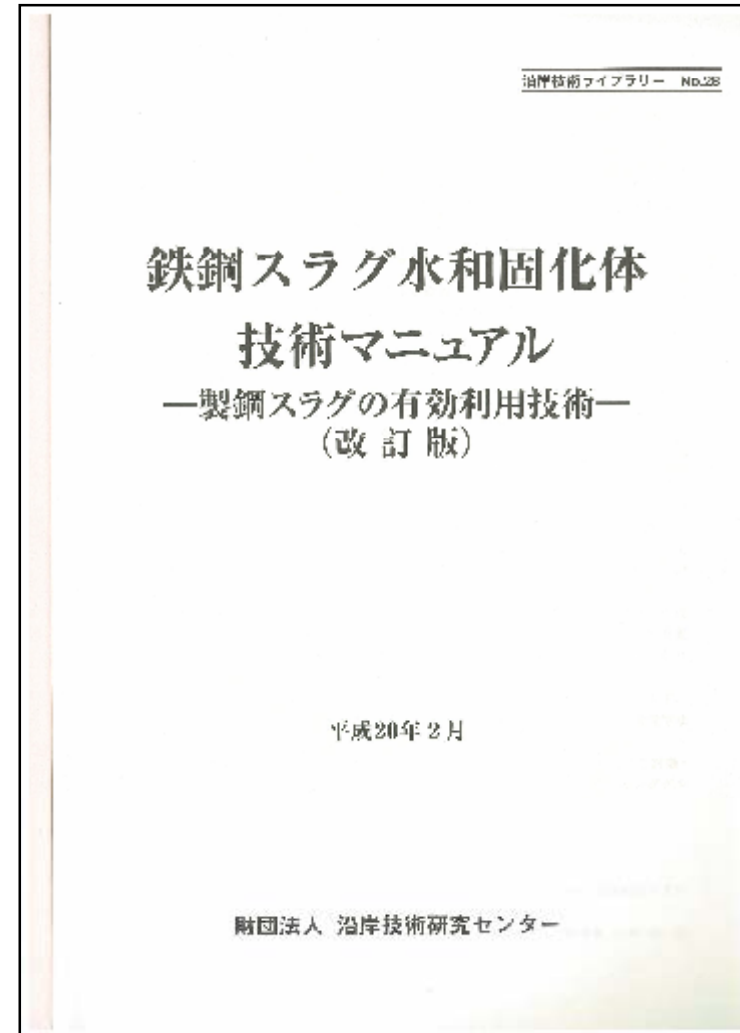 沿岸技術ライブラリー No.28
鉄鋼スラグ水和固化体
技術マニュアル
―製鋼スラグの有効利用技術―
(改訂版)
平成20年2月
財団法人 沿岸技術研究センター